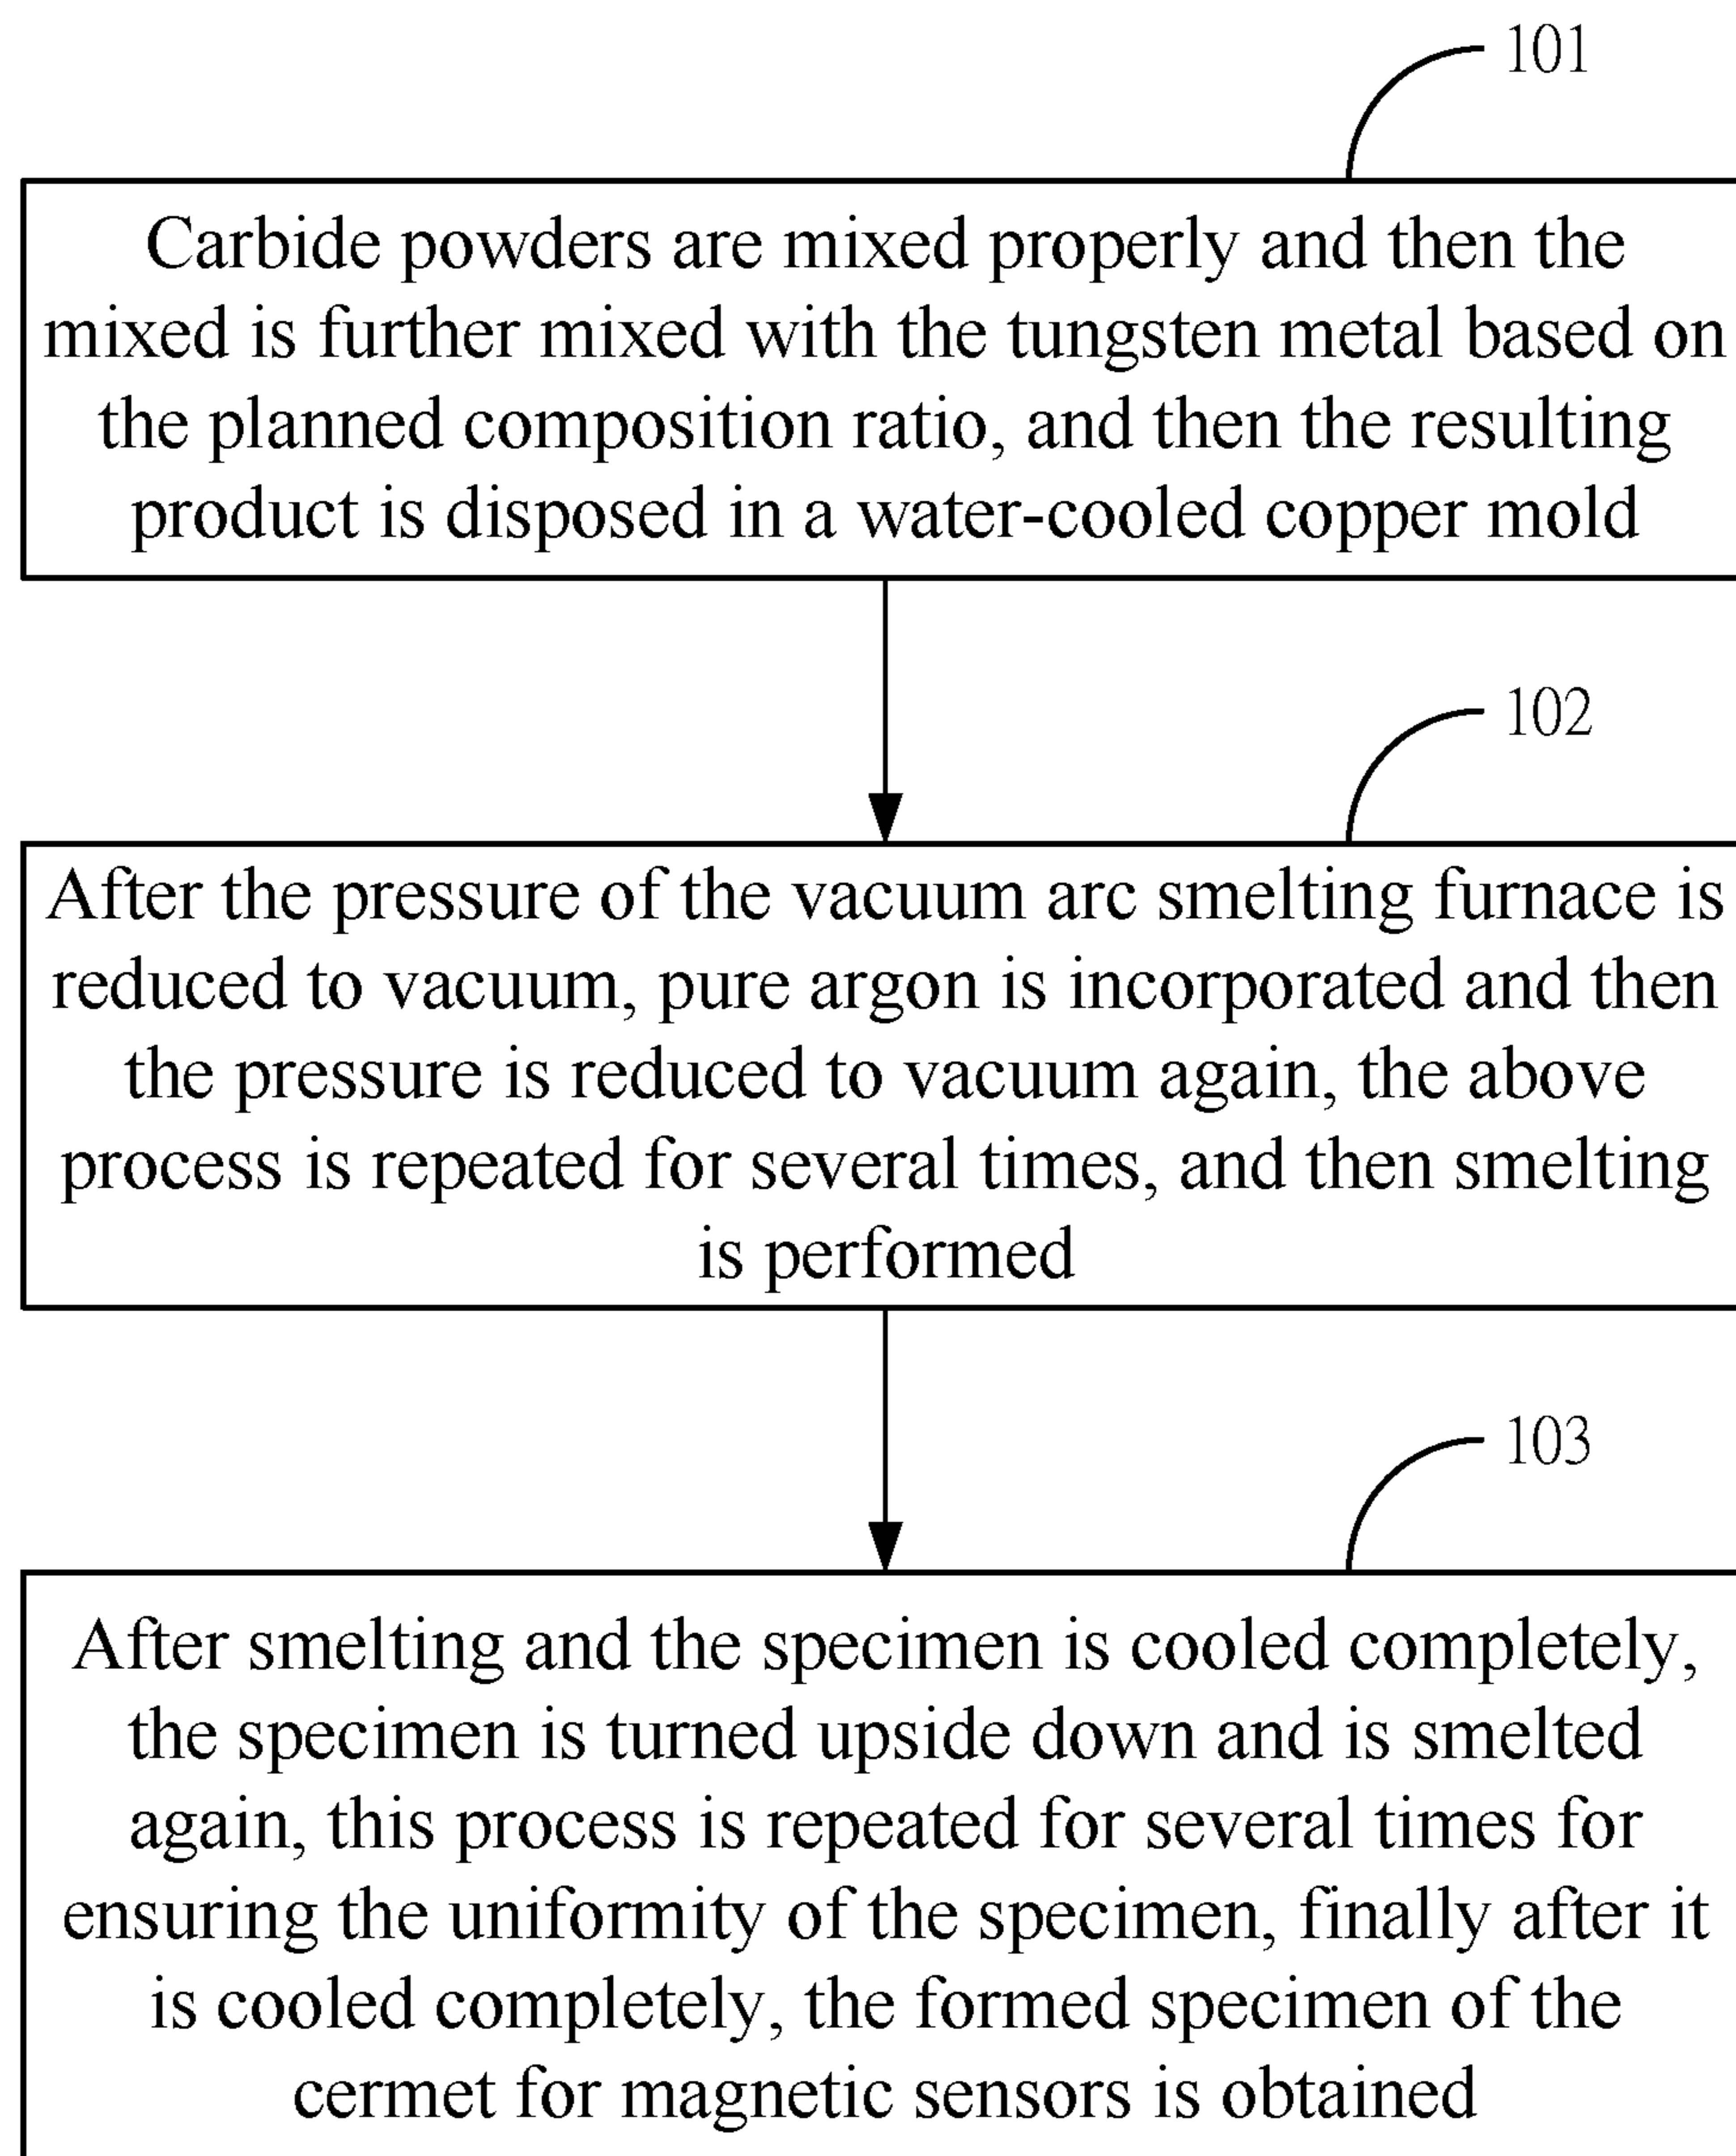 101
Carbide powders are mixed properly and then the
mixed is further mixed with the tungsten metal based on
the planned composition ratio, and then the resulting
product is disposed in a water-cooled copper mold
102
After the pressure of the vacuum arc smelting furnace is
reduced to vacuum, pure argon is incorporated and then
the pressure is reduced to vacuum again, the above
process is repeated for several times, and then smelting
is performed
103
After smelting and the specimen is cooled completely,
the specimen is turned upside down and is smelted
again, this process is repeated for several times for
ensuring the uniformity of the specimen, finally after it
is cooled completely, the formed specimen of the
cermet for magnetic sensors is obtained